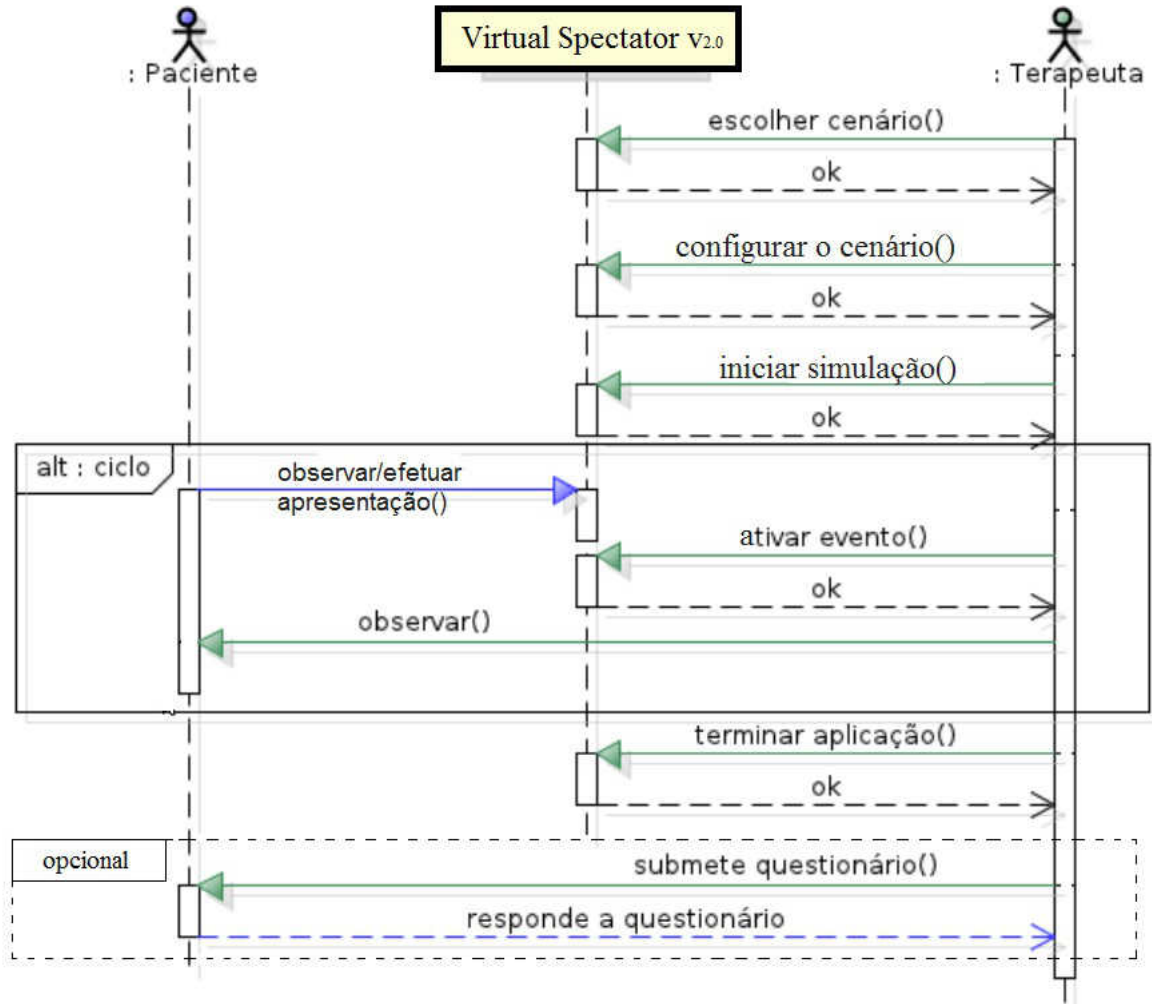 Virtual Spectator v2.0
: Paciente
: Terapeuta
escolher cenário()
ok
configurar o cenário()
ok
iniciar simulação()
ok
alt : ciclo
observar/efetuar
apresentação()
ativar evento()
ok
observar()
terminar aplicação()
ok
opcional
submete questionário()
responde a questionário